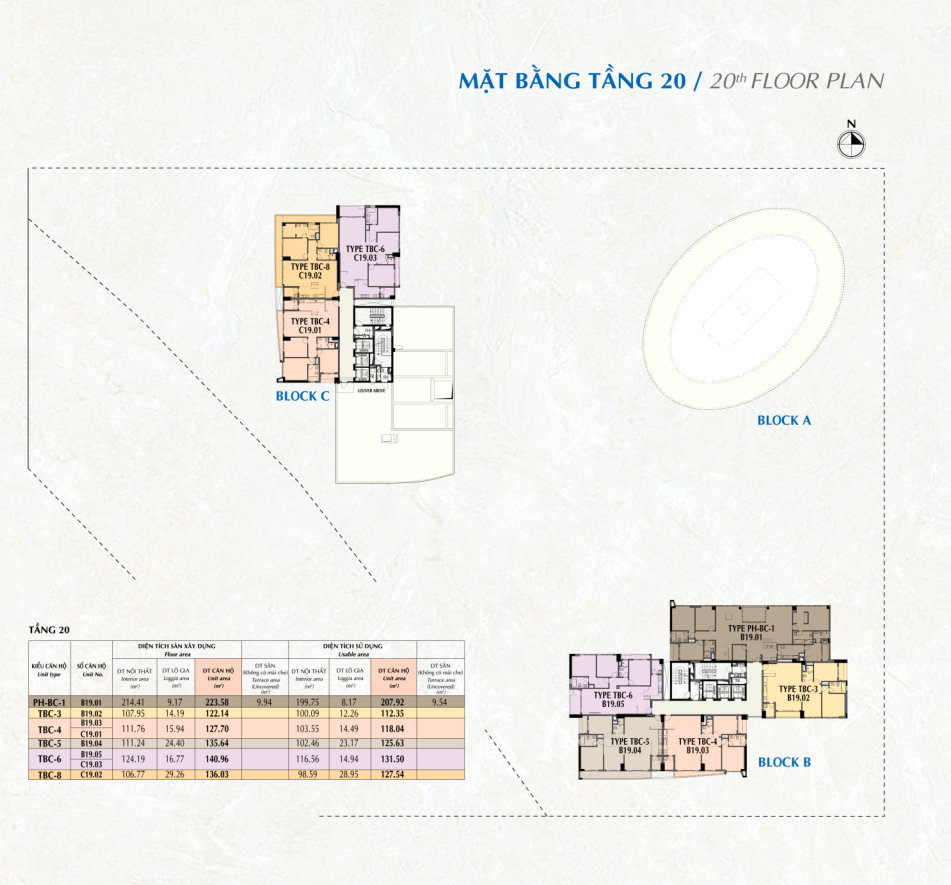 MẶT BẰNG TẦNG 20 / 20th FLOOR PLAN
N
TYPE TBC-6
C19.03
TYPE TBC-8
C19.02
TYPE TBC-4
C19.01
LOUVER ABOVE
BLOCK C
BLOCK A
TYPE PH-BC-1
B19.01
TYPE TBC-3
B19.02
TYPE TBC-6
B19.05
TYPE TBC-5
B19.04
TYPE TBC-4
B19.03
BLOCK B
TẦNG 20
KIỂU CĂN HỘ
Unit type
SỐ CĂN HỘ
Unit No.
DIỆN TÍCH SÀN XÂY DỰNG
Floor area
DIỆN TÍCH SỬ DỤNG
Usable area
DT NỘI THẤT
Interior area
(m²)
DT LÔ GIA
Loggia area
(m²)
DT CĂN HỘ
Unit area
(m²)
DT SÂN
(Không có mái che)
Terrace area
(Uncovered)
(m²)
DT NỘI THẤT
Interior area
(m²)
DT LÔ GIA
Loggia area
(m²)
DT CĂN HỘ
Unit area
(m²)
DT SÂN
(Không có mái che)
Terrace area
(Uncovered)
(m²)
PH-BC-1 B19.01 214.41 9.17 223.58 9.94 199.75 8.17 207.92 9.54
TBC-3 B19.02 107.95 14.19 122.14 100.09 12.26 112.35
TBC-4 B19.03 111.76 15.94 127.70 103.55 14.49 118.04
C19.01
TBC-5 B19.04 111.24 24.40 135.64 102.46 23.17 125.63
TBC-6 B19.05 124.19 16.77 140.96 116.56 14.94 131.50
C19.03
TBC-8 C19.02 106.77 29.26 136.03 98.59 28.95 127.54